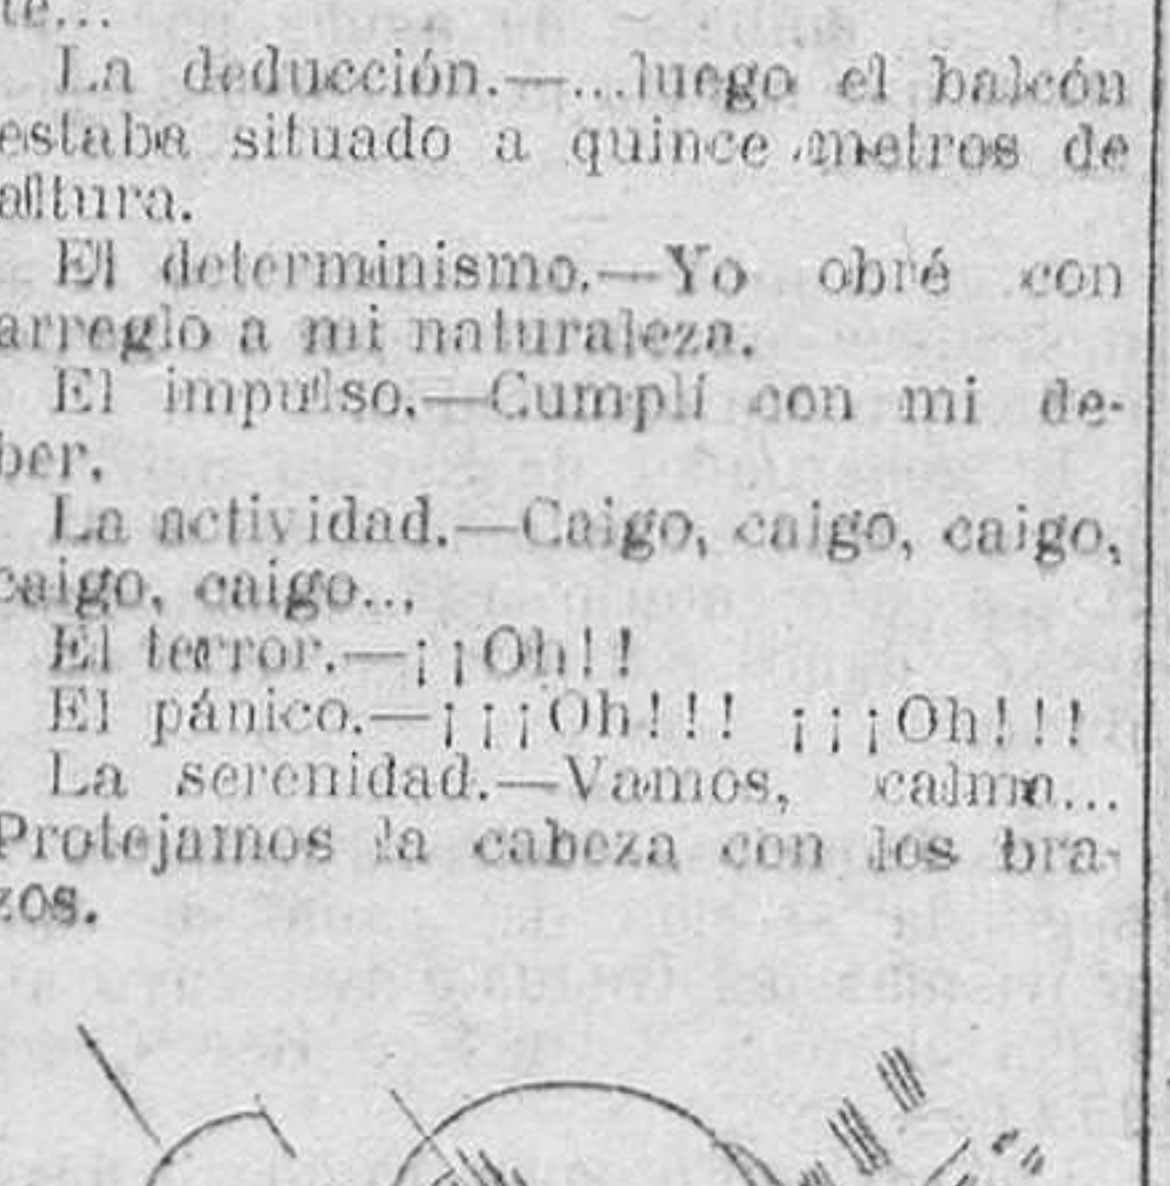 te...
La deducción.—...luego el balcón
estaba situado a quince metros de
altura.
El determinismo.—Yo obré con
arreglo a mi naturaleza.
El impulso.—Cumplí con mi de-
ber.
La actividad.—Caigo, caigo, caigo,
caigo, caigo...
El terror.—¡¡Oh!!
El pánico.—¡¡¡Oh!!! ¡¡¡Oh!!!
La serenidad.—Vamos, calma...
Protejamos la cabeza con los bra-
zos.